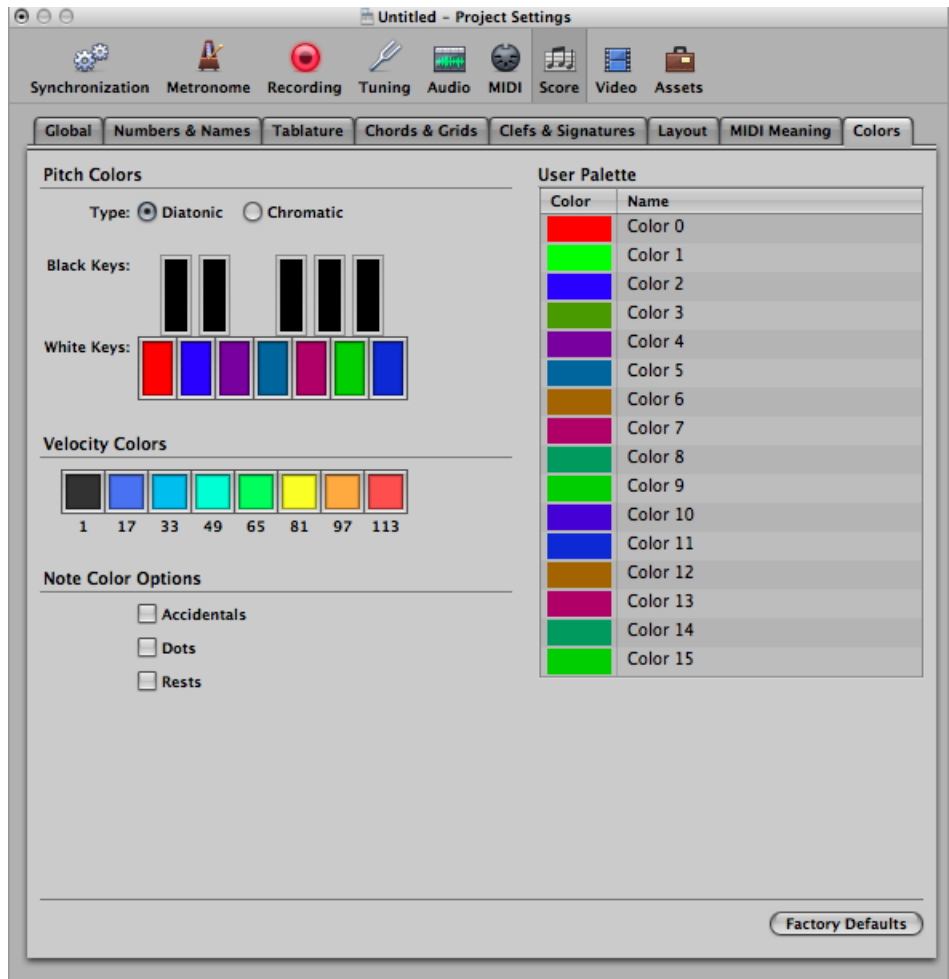 Untitled – Project Settings
Synchronization Metronome Recording Tuning Audio MIDI Score Video Assets
Global Numbers & Names Tablature Chords & Grids Clefs & Signatures Layout MIDI Meaning Colors
Pitch Colors
Type: Diatonic Chromatic
Black Keys:
White Keys:
Velocity Colors
1 17 33 49 65 81 97 113
Note Color Options
Accidentals
Dots
Rests
User Palette
Color Name
Color 0
Color 1
Color 2
Color 3
Color 4
Color 5
Color 6
Color 7
Color 8
Color 9
Color 10
Color 11
Color 12
Color 13
Color 14
Color 15
Factory Defaults